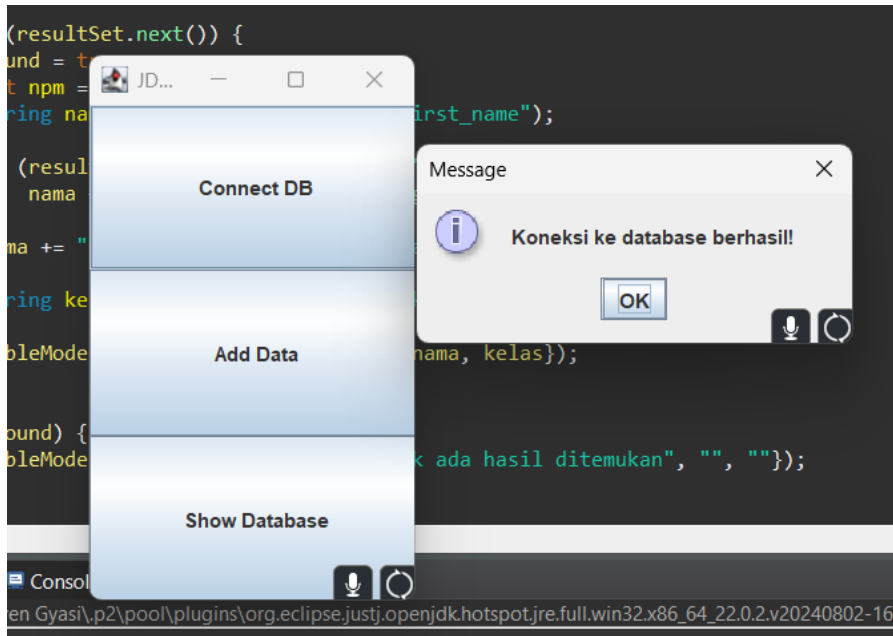 (resultSet.next()) {
und = t
JD...
t npm =
ring na
irst_name");
(resul
Message
nama
Connect DB
Koneksi ke database berhasil!
ma += "
OK
ring ke
bleMode
nama, kelas});
Add Data
ound) {
bleMode
k ada hasil ditemukan", "", ""});
Show Database
Consol
en Gyasi\.p2\pool\plugins\org.eclipse.justj.openjdk.hotspot.jre.full.win32.x86_64_22.0.2.v20240802-16